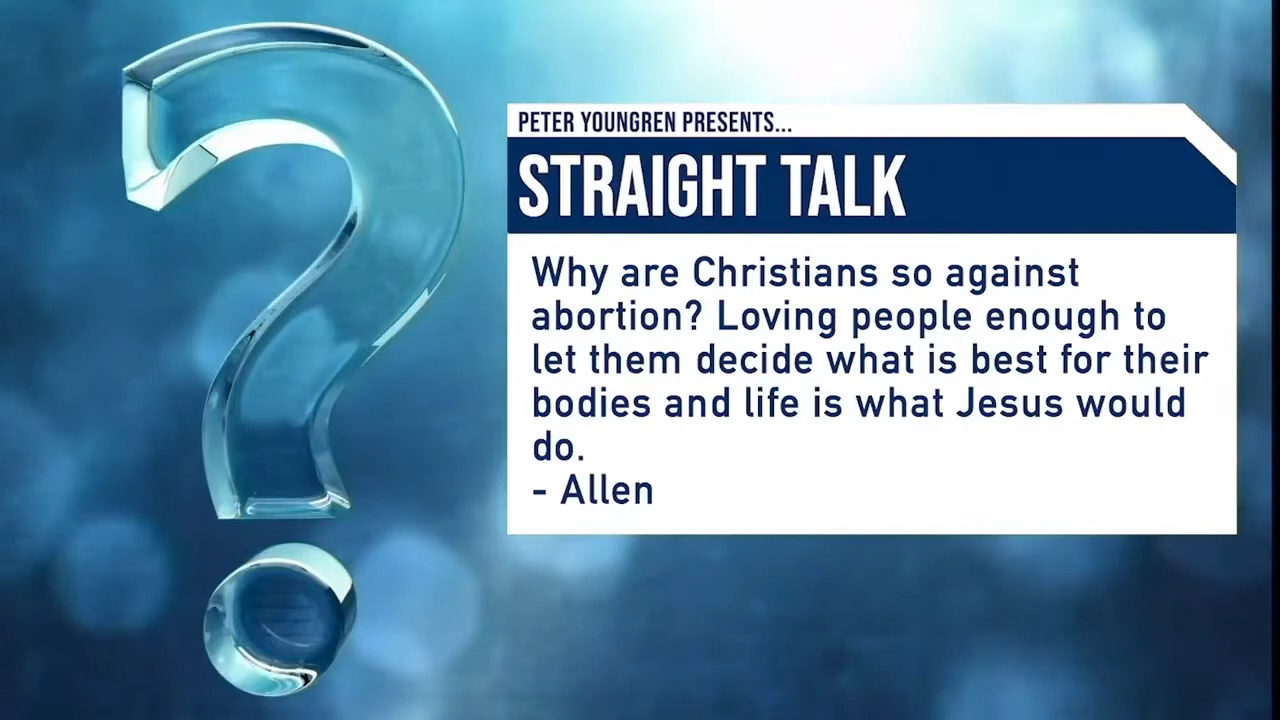 PETER YOUNGREN PRESENTS...
STRAIGHT TALK
Why are Christians so against
abortion? Loving people enough to
let them decide what is best for their
bodies and life is what Jesus would
do.
- Allen